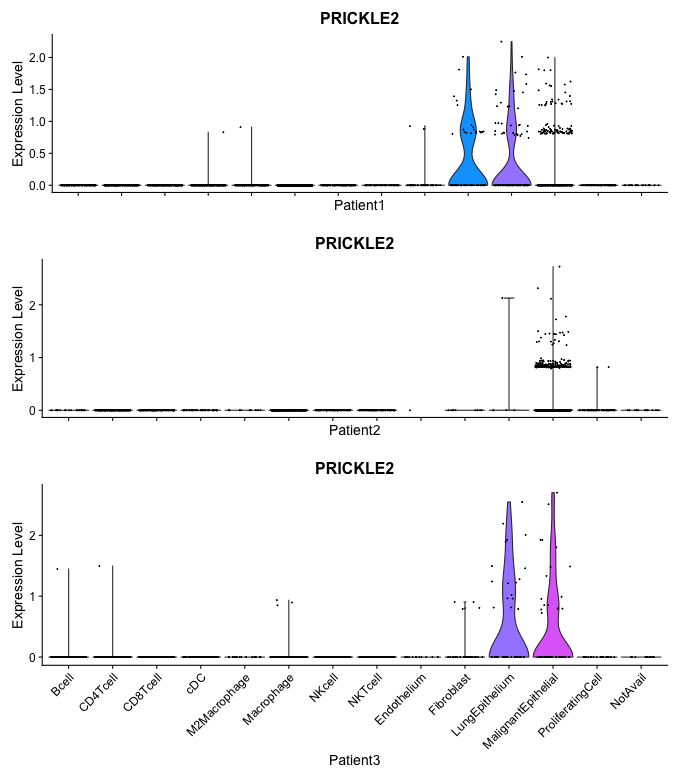 PRICKLE2
Expression Level
2.0
1.5
1.0
0.5
0.0
Patient1
PRICKLE2
Expression Level
2
1
0
Patient2
PRICKLE2
Expression Level
2
1
0
Bcell
CD4Tcell
CD8Tcell
cDC
M2Macrophage
Macrophage
NKcell
NKTcell
Endothelium
Fibroblast
LungEpithelium
MalignantEpithelial
ProliferatingCell
NotAvail
Patient3